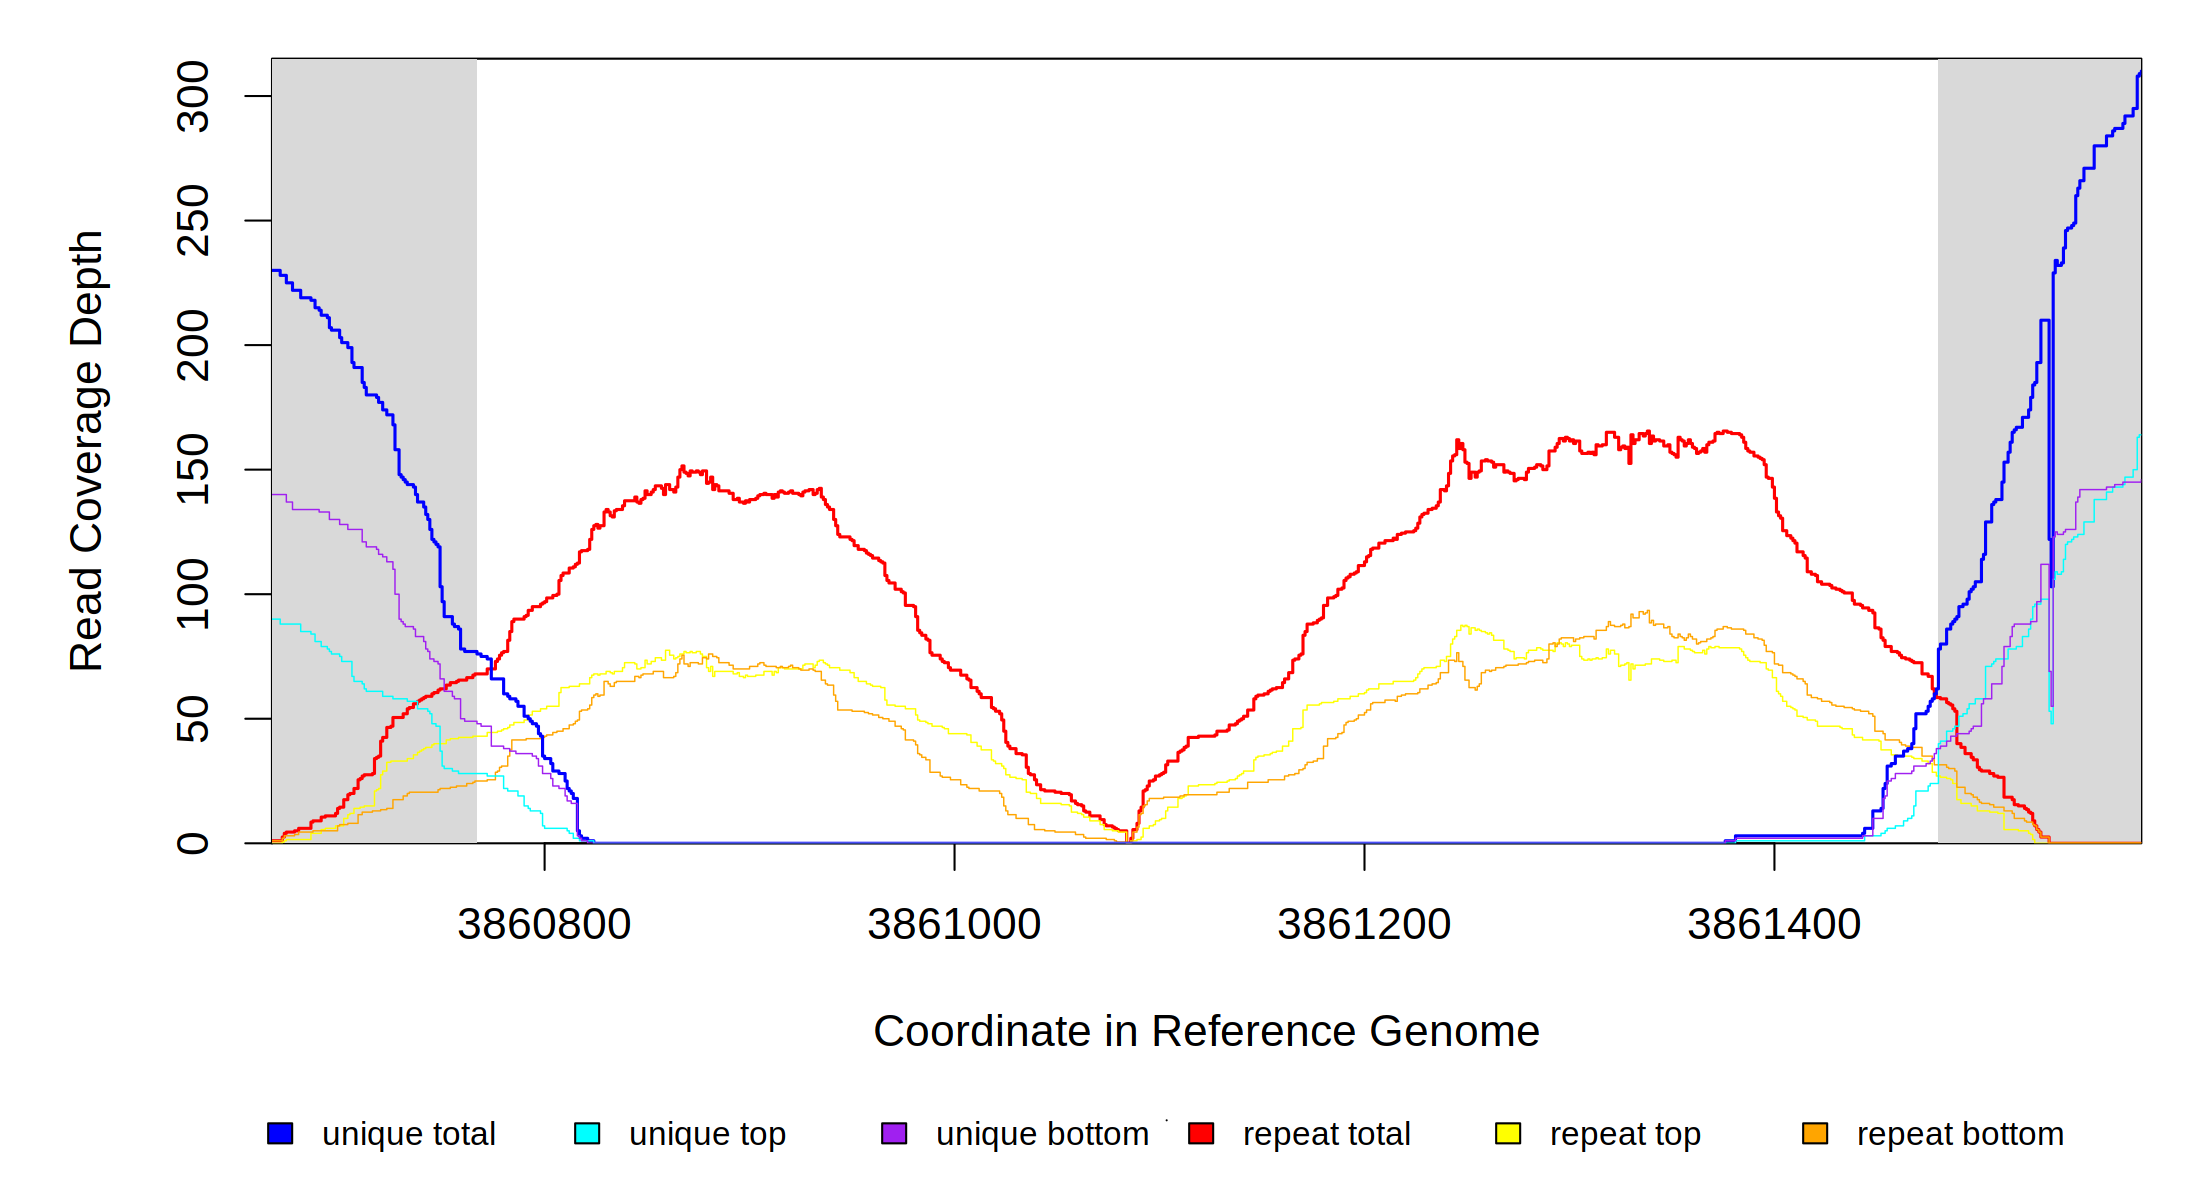 Read Coverage Depth
300
250
200
150
100
50
0
3860800 3861000 3861200 3861400
Coordinate in Reference Genome
unique total unique top unique bottom repeat total repeat top repeat bottom